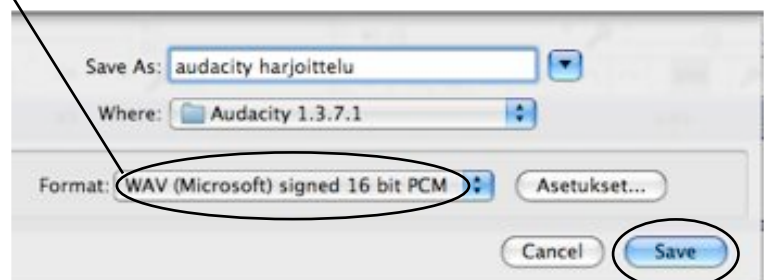 Save As: audacity harjoittelu
Where: Audacity 1.3.7.1
Format: WAV (Microsoft) signed 16 bit PCM Asetukset...
Cancel Save